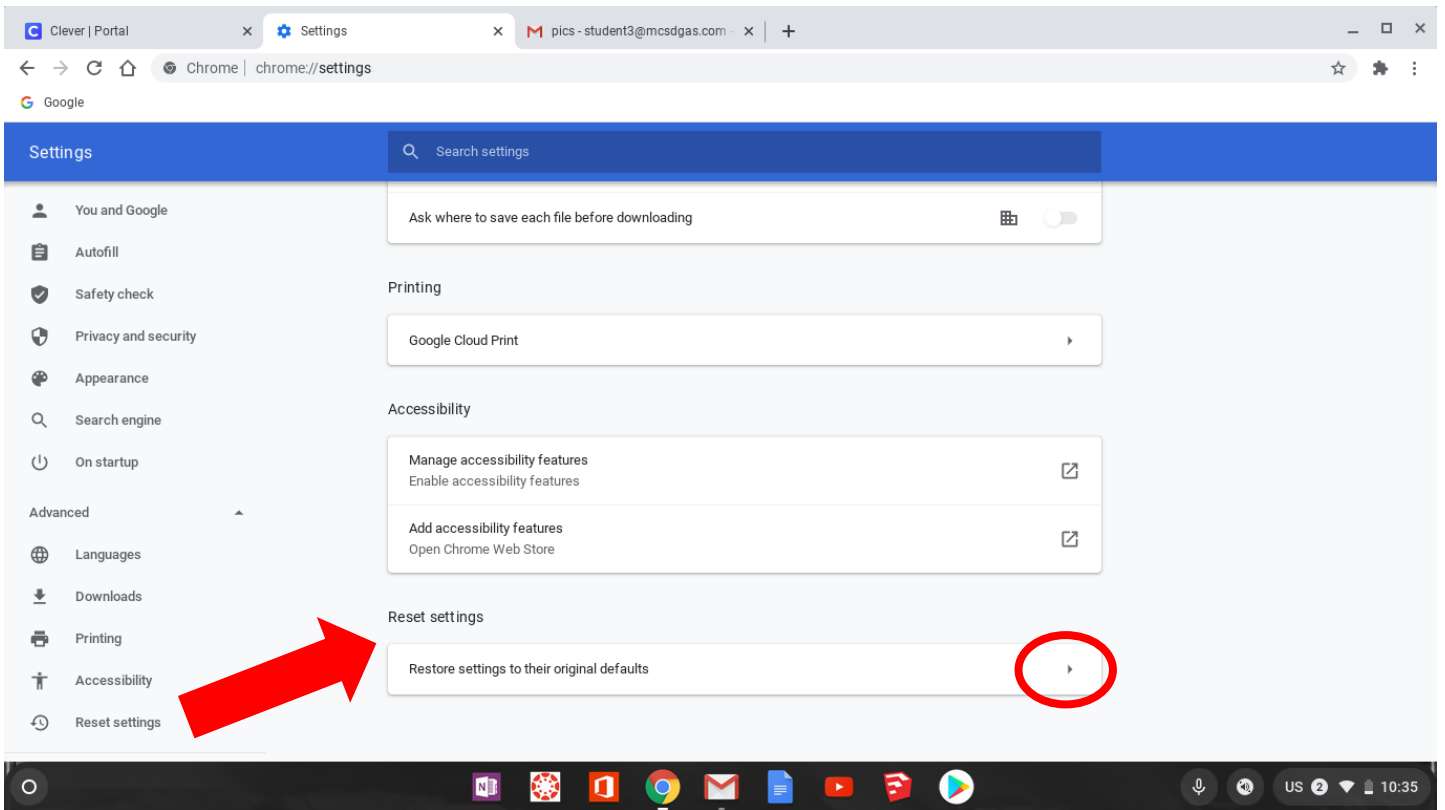 Clever | Portal
Settings
pics - student3@mcsdgas.com -
Chrome | chrome://settings
Google
Settings
Search settings
You and Google
Autofill
Safety check
Privacy and security
Appearance
Search engine
On startup
Advanced
Languages
Downloads
Printing
Accessibility
Reset settings
Ask where to save each file before downloading
Printing
Google Cloud Print
Accessibility
Manage accessibility features
Enable accessibility features
Add accessibility features
Open Chrome Web Store
Reset settings
Restore settings to their original defaults
US 2 10:35